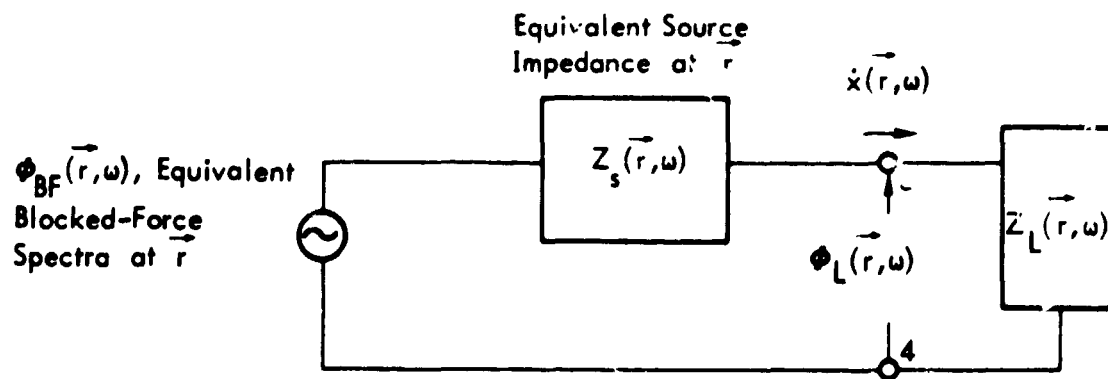 Equivalent Source
Impedance at r⃗
ẋ(r⃗,ω)
Z_s(r⃗,ω)
ϕ_BF(r⃗,ω), Equivalent
Blocked-Force
Spectra at r⃗
Z_L(r⃗,ω)
ϕ_L(r⃗,ω)
4